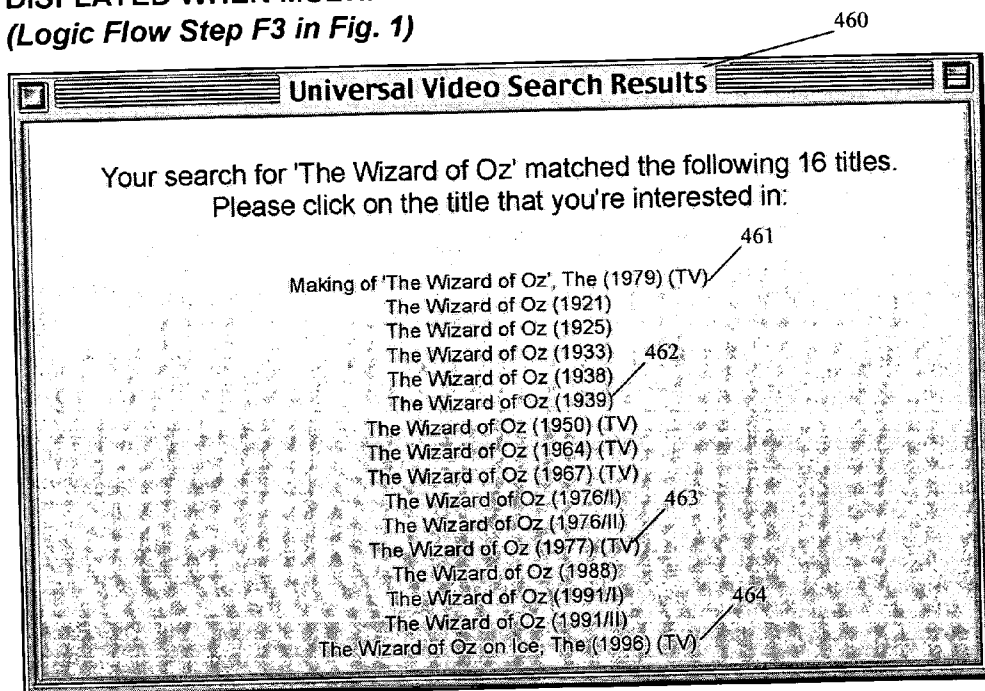 (Logic Flow Step F3 in Fig. 1)
460
Universal Video Search Results
Your search for 'The Wizard of Oz' matched the following 16 titles.
Please click on the title that you're interested in:
461
Making of 'The Wizard of Oz', The (1979) (TV)
The Wizard of Oz (1921)
The Wizard of Oz (1925)
The Wizard of Oz (1933) 462
The Wizard of Oz (1938)
The Wizard of Oz (1939)
The Wizard of Oz (1950) (TV)
The Wizard of Oz (1964) (TV)
The Wizard of Oz (1967) (TV)
The Wizard of Oz (1976/I) 463
The Wizard of Oz (1976/II)
The Wizard of Oz (1977) (TV)
The Wizard of Oz (1988)
The Wizard of Oz (1991/I) 464
The Wizard of Oz (1991/II)
The Wizard of Oz on Ice, The (1996) (TV)